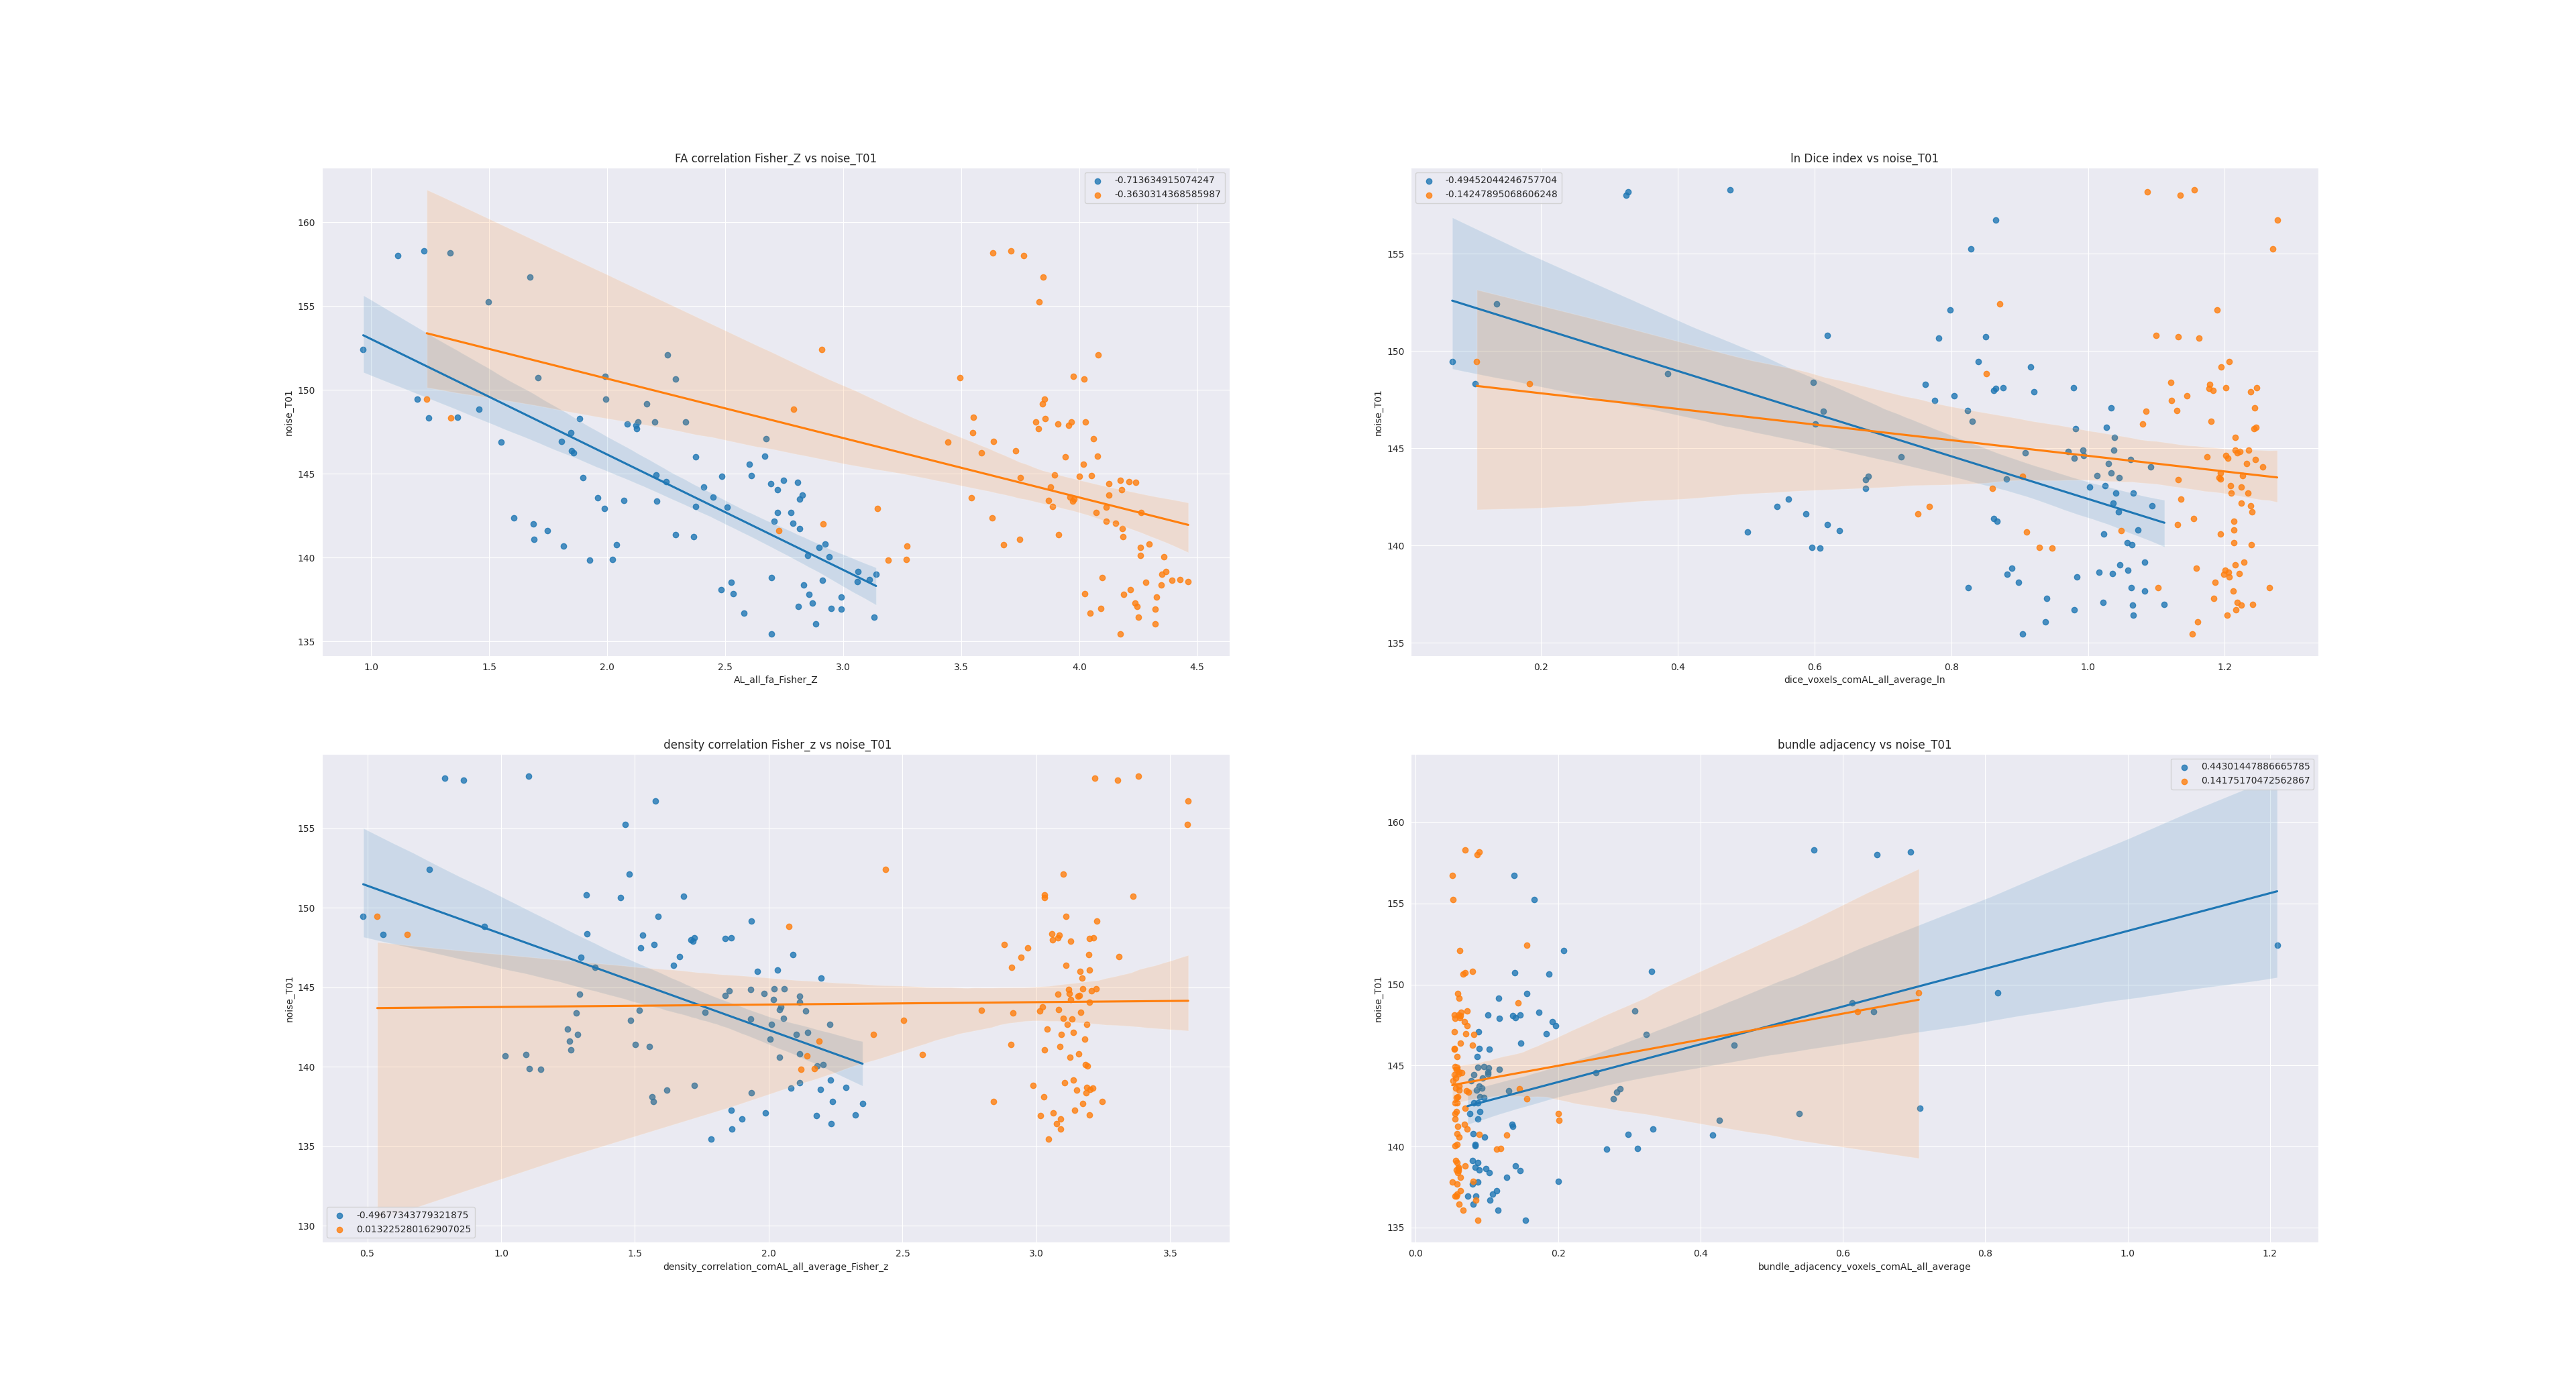 FA correlation Fisher_Z vs noise_T01
-0.713634915074247
-0.3630314368585987
160
155
150
145
140
135
noise_T01
1.0 1.5 2.0 2.5 3.0 3.5 4.0 4.5
AL_all_fa_Fisher_Z
ln Dice index vs noise_T01
-0.49452044246757704
-0.14247895068606248
155
150
145
140
135
noise_T01
0.2 0.4 0.6 0.8 1.0 1.2
dice_voxels_comAL_all_average_ln
density correlation Fisher_z vs noise_T01
155
150
145
140
135
130
noise_T01
-0.49677343779321875
0.013225280162907025
0.5 1.0 1.5 2.0 2.5 3.0 3.5
density_correlation_comAL_all_average_Fisher_z
bundle adjacency vs noise_T01
0.44301447886665785
0.14175170472562867
160
155
150
145
140
135
noise_T01
0.0 0.2 0.4 0.6 0.8 1.0 1.2
bundle_adjacency_voxels_comAL_all_average